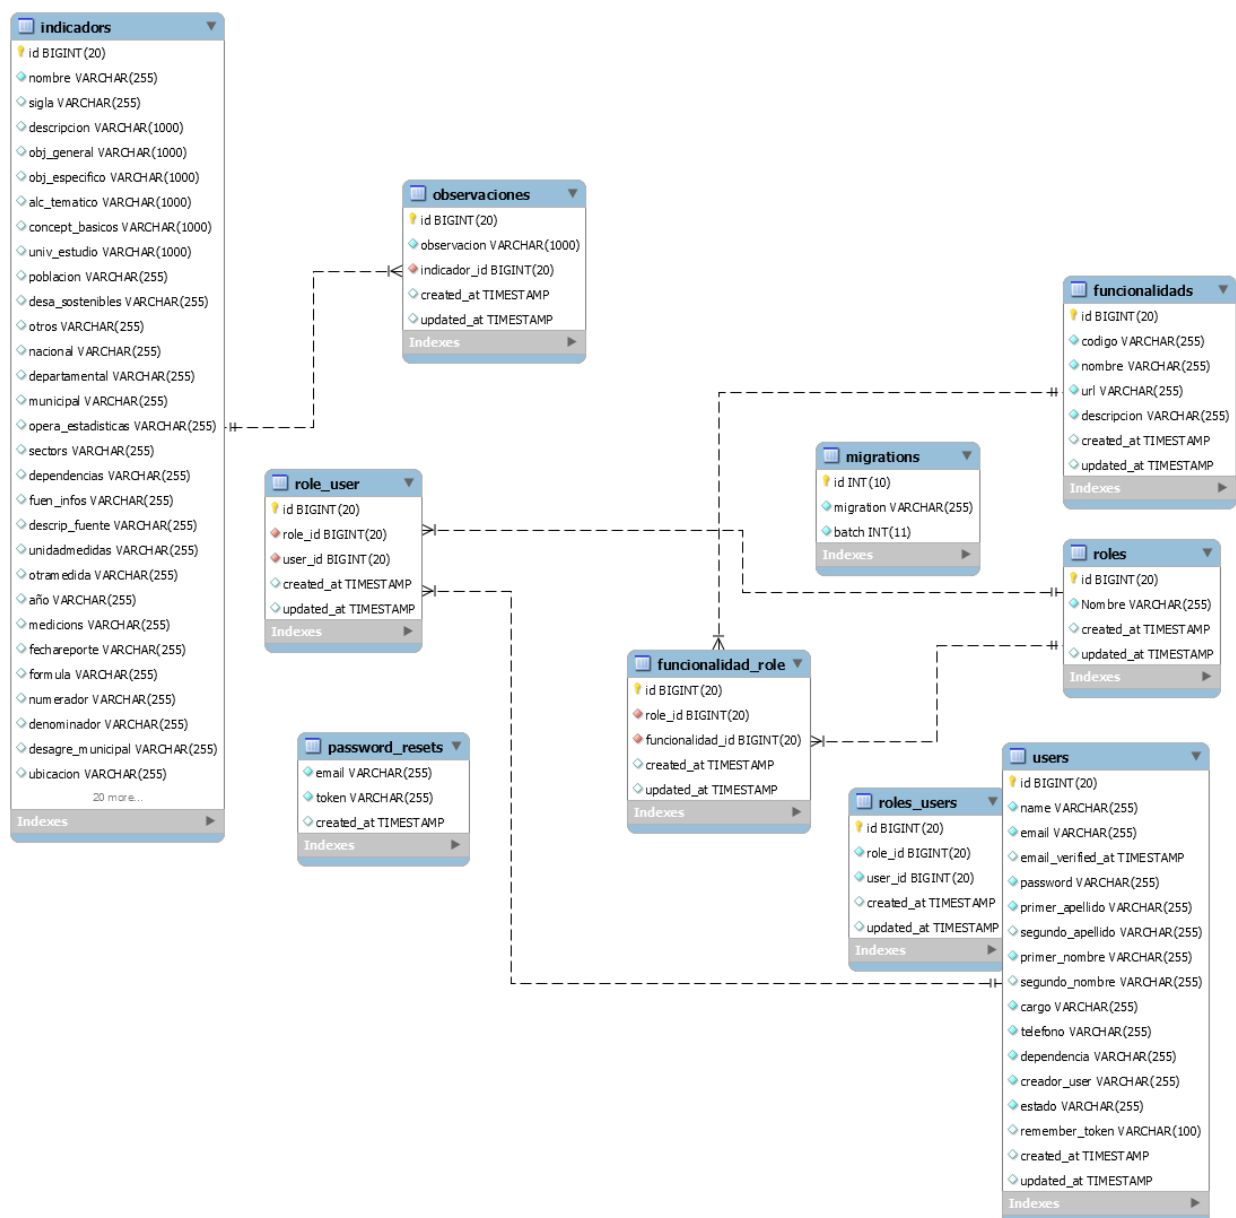 indicadors
id BIGINT(20)
nombre VARCHAR(255)
sigla VARCHAR(255)
descripcion VARCHAR(1000)
obj_general VARCHAR(1000)
obj_especifico VARCHAR(1000)
alc_tematico VARCHAR(1000)
concept_basicos VARCHAR(1000)
univ_estudio VARCHAR(1000)
poblacion VARCHAR(255)
desa_sostenibles VARCHAR(255)
otros VARCHAR(255)
nacional VARCHAR(255)
departamental VARCHAR(255)
municipal VARCHAR(255)
opera_estadisticas VARCHAR(255)
sectors VARCHAR(255)
dependencias VARCHAR(255)
fuen_infos VARCHAR(255)
descrip_fuente VARCHAR(255)
unidadmedidas VARCHAR(255)
otramedida VARCHAR(255)
año VARCHAR(255)
medicions VARCHAR(255)
fechareporte VARCHAR(255)
formula VARCHAR(255)
numerador VARCHAR(255)
denominador VARCHAR(255)
desagre_municipal VARCHAR(255)
ubicacion VARCHAR(255)
20 more...
Indexes
observaciones
id BIGINT(20)
observacion VARCHAR(1000)
indicador_id BIGINT(20)
created_at TIMESTAMP
updated_at TIMESTAMP
Indexes
role_user
id BIGINT(20)
role_id BIGINT(20)
user_id BIGINT(20)
created_at TIMESTAMP
updated_at TIMESTAMP
Indexes
password_resets
email VARCHAR(255)
token VARCHAR(255)
created_at TIMESTAMP
Indexes
funcionalidads
id BIGINT(20)
codigo VARCHAR(255)
nombre VARCHAR(255)
url VARCHAR(255)
descripcion VARCHAR(255)
created_at TIMESTAMP
updated_at TIMESTAMP
Indexes
migrations
id INT(10)
migration VARCHAR(255)
batch INT(11)
Indexes
roles
id BIGINT(20)
Nombre VARCHAR(255)
created_at TIMESTAMP
updated_at TIMESTAMP
Indexes
funcionalidad_role
id BIGINT(20)
role_id BIGINT(20)
funcionalidad_id BIGINT(20)
created_at TIMESTAMP
updated_at TIMESTAMP
Indexes
roles_users
id BIGINT(20)
role_id BIGINT(20)
user_id BIGINT(20)
created_at TIMESTAMP
updated_at TIMESTAMP
Indexes
users
id BIGINT(20)
name VARCHAR(255)
email VARCHAR(255)
email_verified_at TIMESTAMP
password VARCHAR(255)
primer_apellido VARCHAR(255)
segundo_apellido VARCHAR(255)
primer_nombre VARCHAR(255)
segundo_nombre VARCHAR(255)
cargo VARCHAR(255)
telefono VARCHAR(255)
dependencia VARCHAR(255)
creador_user VARCHAR(255)
estado VARCHAR(255)
remember_token VARCHAR(100)
created_at TIMESTAMP
updated_at TIMESTAMP
Indexes